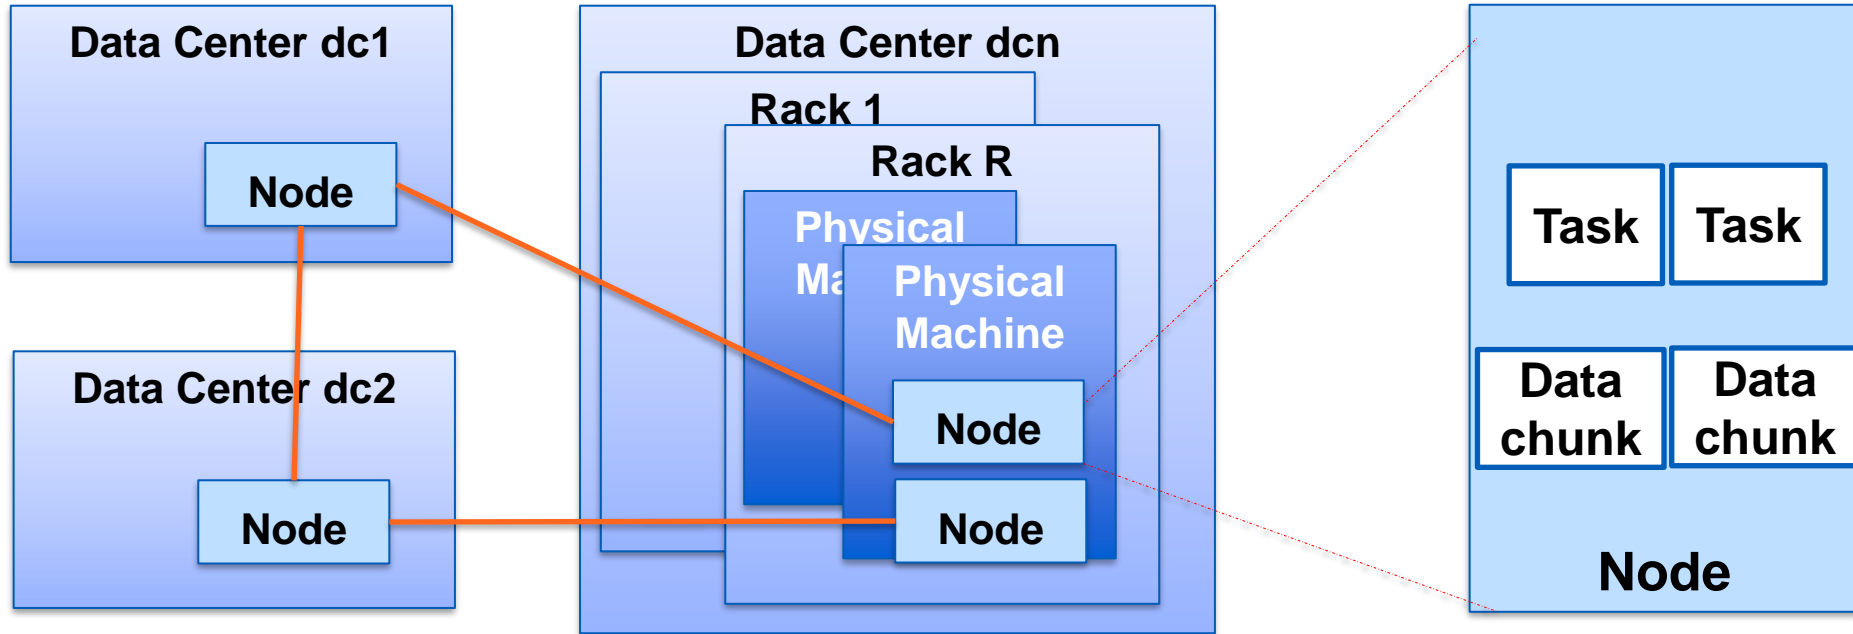 Data Center dc1
Node
Data Center dc2
Node
Data Center dcn
Rack 1
Rack R
Physical
Physical
Machine
Node
Node
Task
Task
Data
chunk
Data
chunk
Node